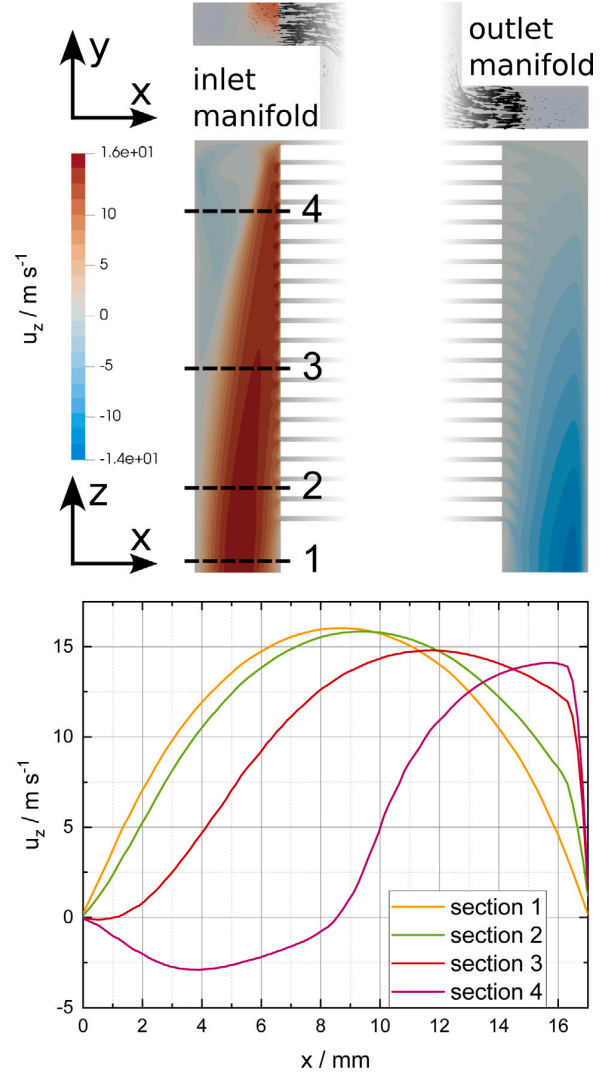 y
x
inlet
manifold
outlet
manifold
1.6e+01
10
5
0
-5
-10
-1.4e+01
u_z / m s⁻¹
4
3
2
1
z
x
15
10
5
0
-5
u_z / m s⁻¹
section 1
section 2
section 3
section 4
0 2 4 6 8 10 12 14 16
x / mm